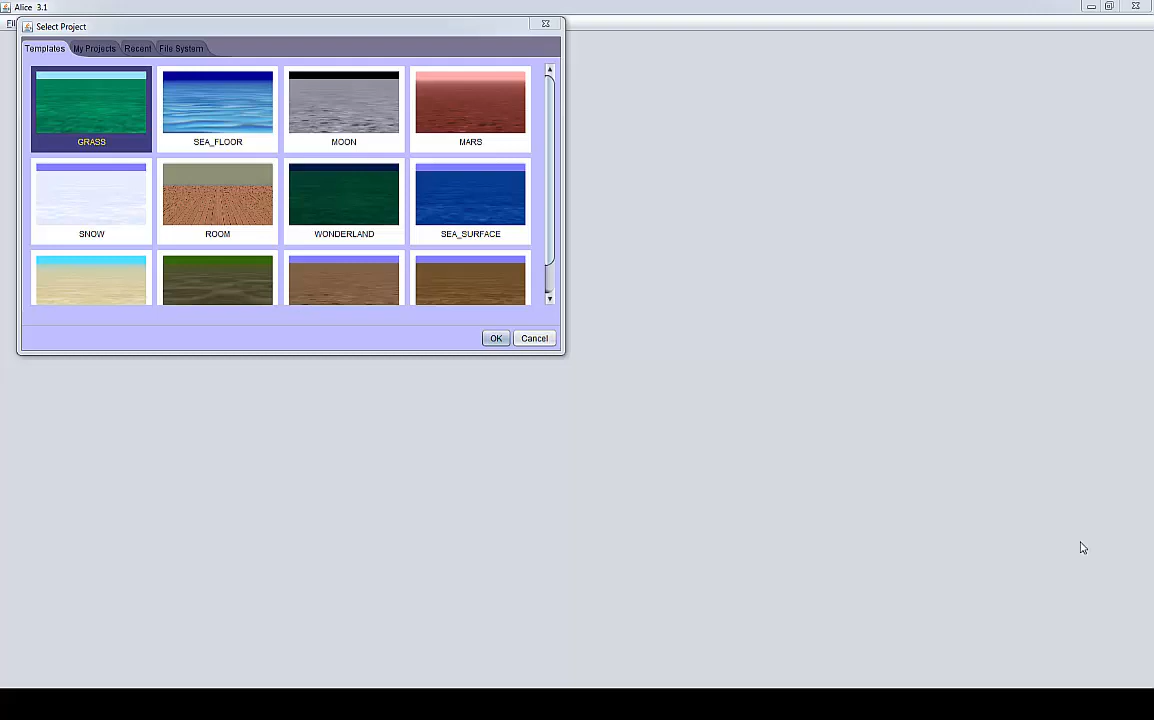 Alice 3.1
Fil
Select Project
Templates My Projects Recent File System
GRASS SEA_FLOOR MOON MARS
SNOW ROOM WONDERLAND SEA_SURFACE
OK Cancel